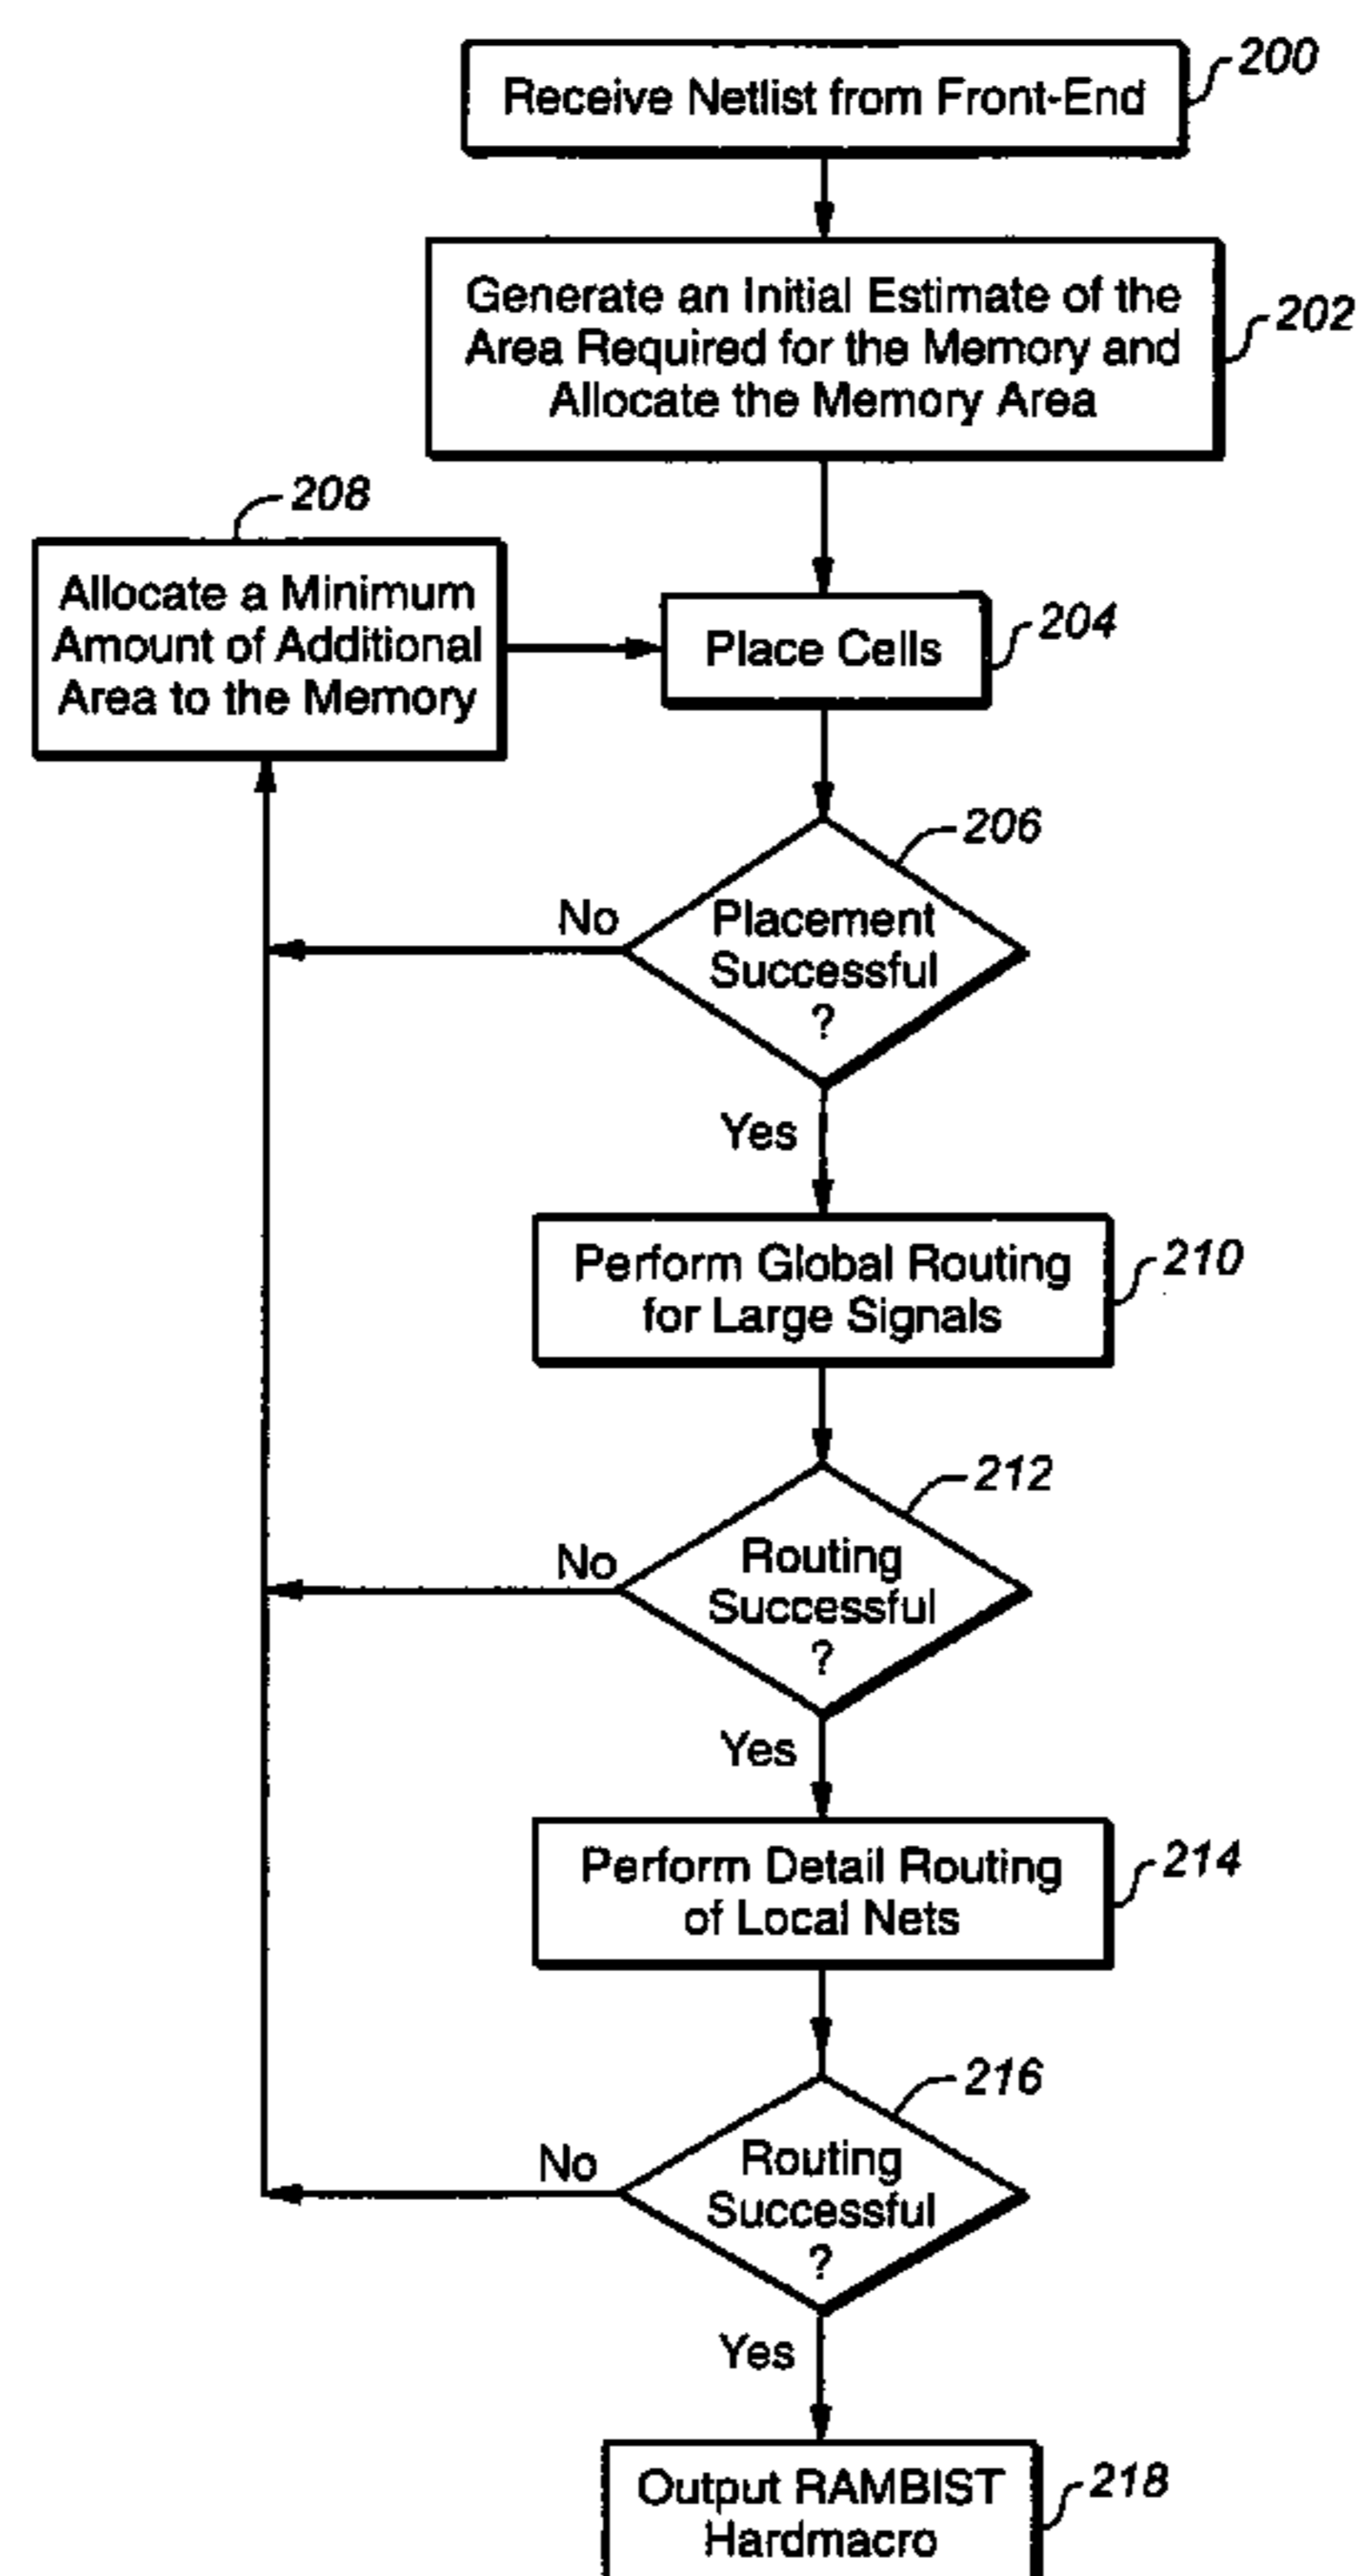 200
Receive Netlist from Front-End
Generate an Initial Estimate of the
Area Required for the Memory and
Allocate the Memory Area
202
208
Allocate a Minimum
Amount of Additional
Area to the Memory
Place Cells
204
206
Placement
Successful
?
No
Yes
Perform Global Routing
for Large Signals
210
212
Routing
Successful
?
No
Yes
Perform Detail Routing
of Local Nets
214
216
Routing
Successful
?
No
Yes
Output RAMBIST
Hardmacro
218